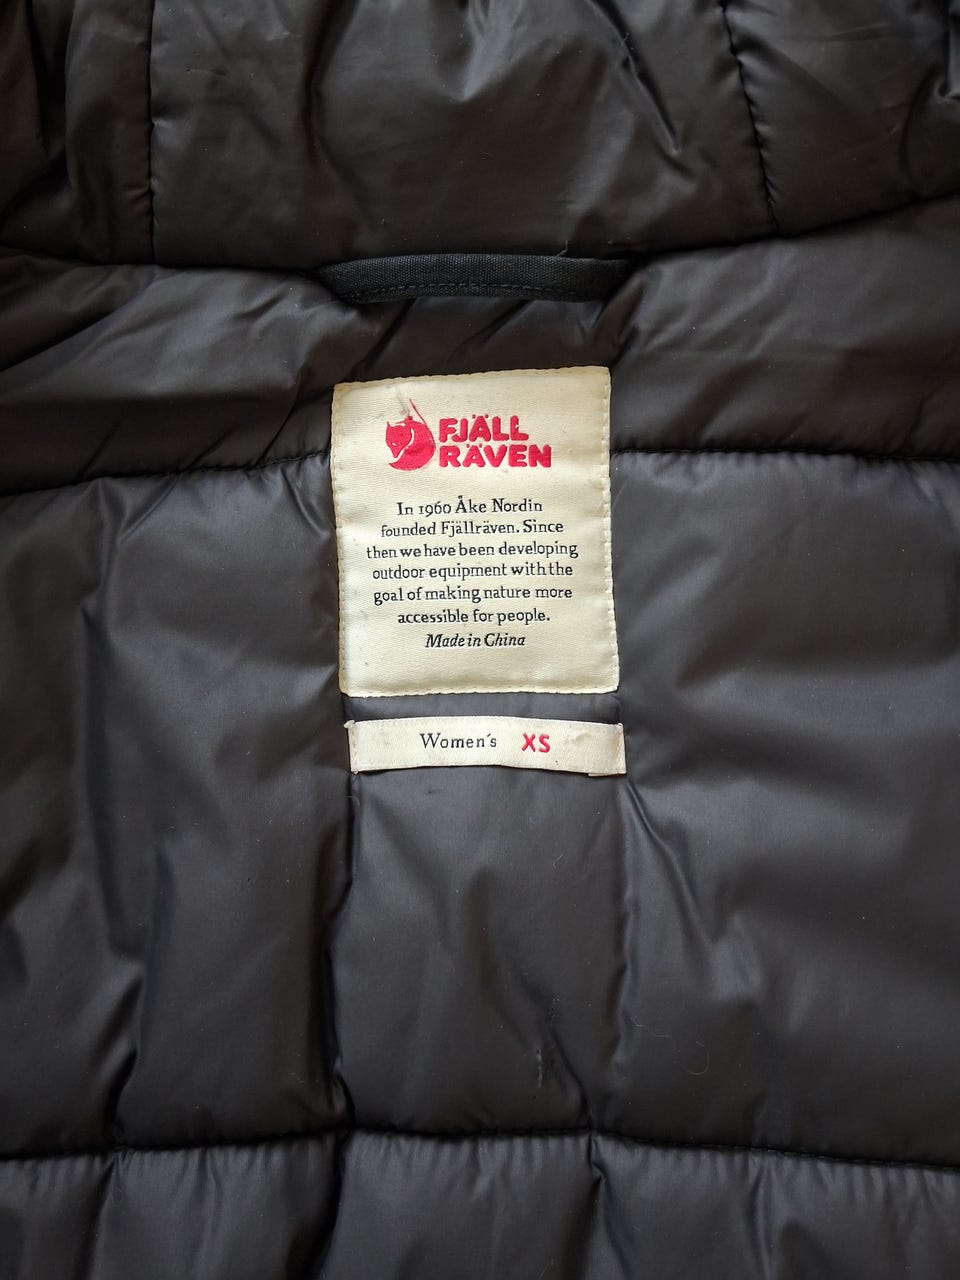 FJÄLL
RÄVEN
In 1960 Åke Nordin
founded Fjällräven. Since
then we have been developing
outdoor equipment with the
goal of making nature more
accessible for people.
Made in China
Women´s XS